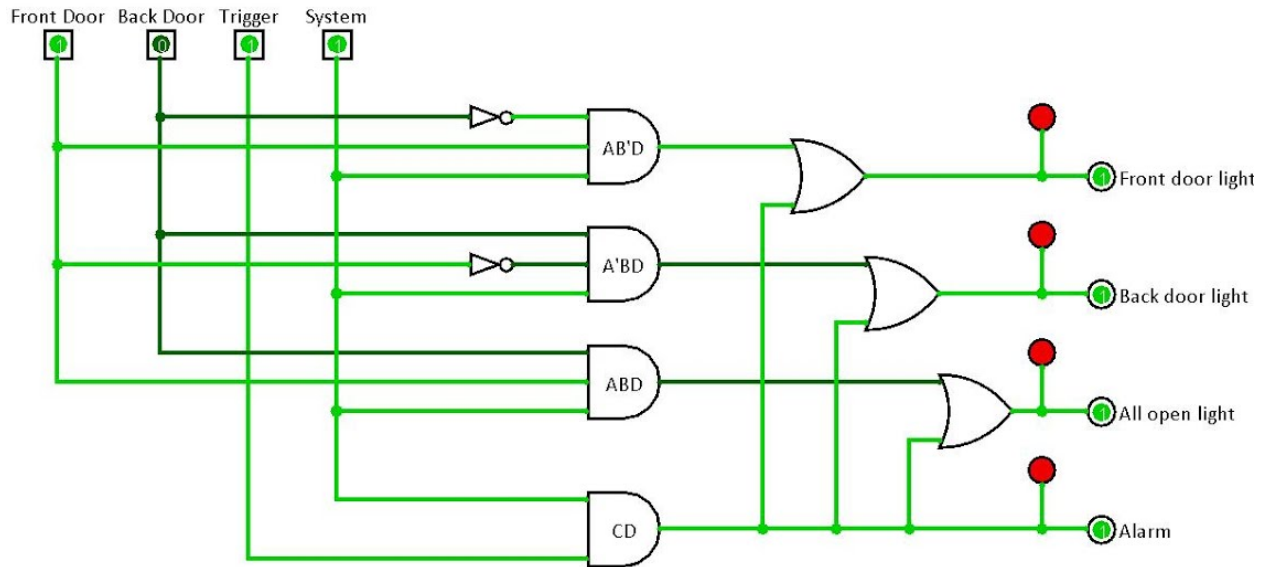 Front Door Back Door Trigger System
1 0 1 1
AB'D
1 Front door light
A'BD
1 Back door light
ABD
1 All open light
CD
1 Alarm